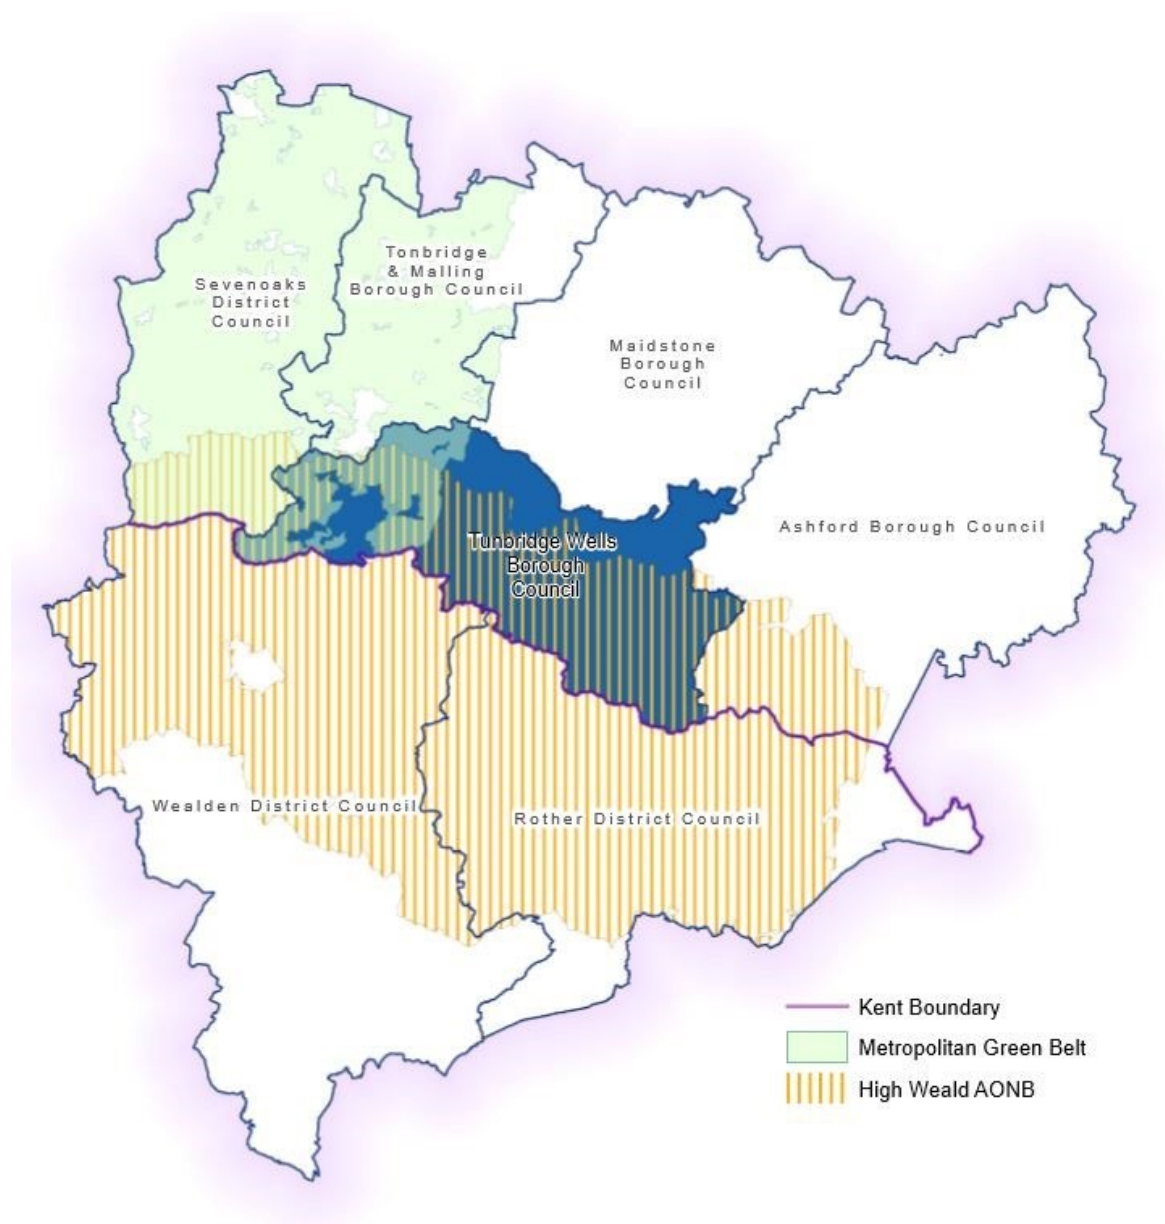 Tonbridge
& Malling
Borough Council
Sevenoaks
District
Council
Maidstone
Borough
Council
Ashford Borough Council
Tunbridge Wells
Borough
Council
Wealden District Council
Rother District Council
Kent Boundary
Metropolitan Green Belt
High Weald AONB